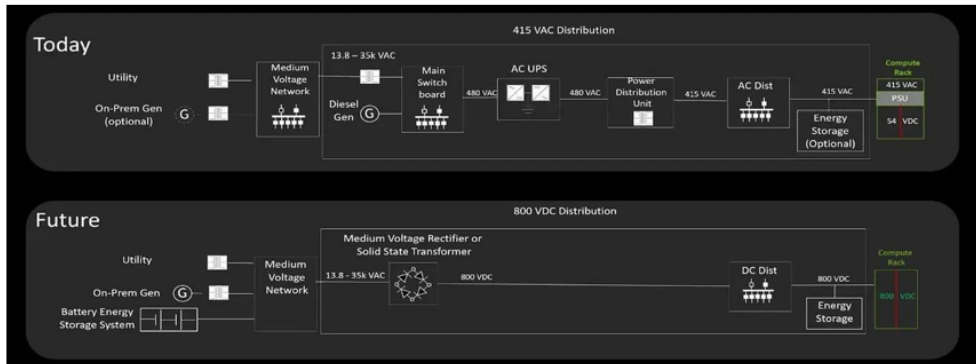 Today
415 VAC Distribution
Utility
On-Prem Gen
(optional)
G
Medium
Voltage
Network
13.8 – 35k VAC
Diesel
Gen
G
Main
Switch
board
480 VAC
AC UPS
480 VAC
Power
Distribution
Unit
415 VAC
AC Dist
415 VAC
Energy
Storage
(Optional)
Compute
Rack
415 VAC
PSU
54 VDC
Future
800 VDC Distribution
Utility
On-Prem Gen
G
Battery Energy
Storage System
Medium
Voltage
Network
13.8 - 35k VAC
Medium Voltage Rectifier or
Solid State Transformer
800 VDC
DC Dist
800 VDC
Energy
Storage
Compute
Rack
800 VDC